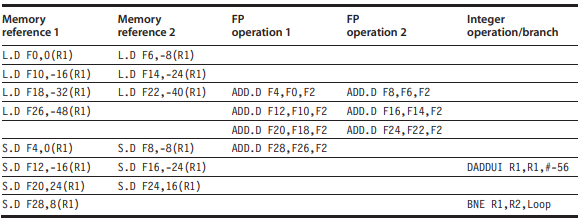 Memory reference 1 Memory reference 2 FP operation 1 FP operation 2 Integer operation/branch
L.D F0,0(R1) L.D F6,-8(R1)
L.D F10,-16(R1) L.D F14,-24(R1)
L.D F18,-32(R1) L.D F22,-40(R1) ADD.D F4,F0,F2 ADD.D F8,F6,F2
L.D F26,-48(R1) ADD.D F12,F10,F2 ADD.D F16,F14,F2
ADD.D F20,F18,F2 ADD.D F24,F22,F2
S.D F4,0(R1) S.D F8,-8(R1) ADD.D F28,F26,F2
S.D F12,-16(R1) S.D F16,-24(R1) DADDUI R1,R1,#-56
S.D F20,24(R1) S.D F24,16(R1)
S.D F28,8(R1) BNE R1,R2,Loop